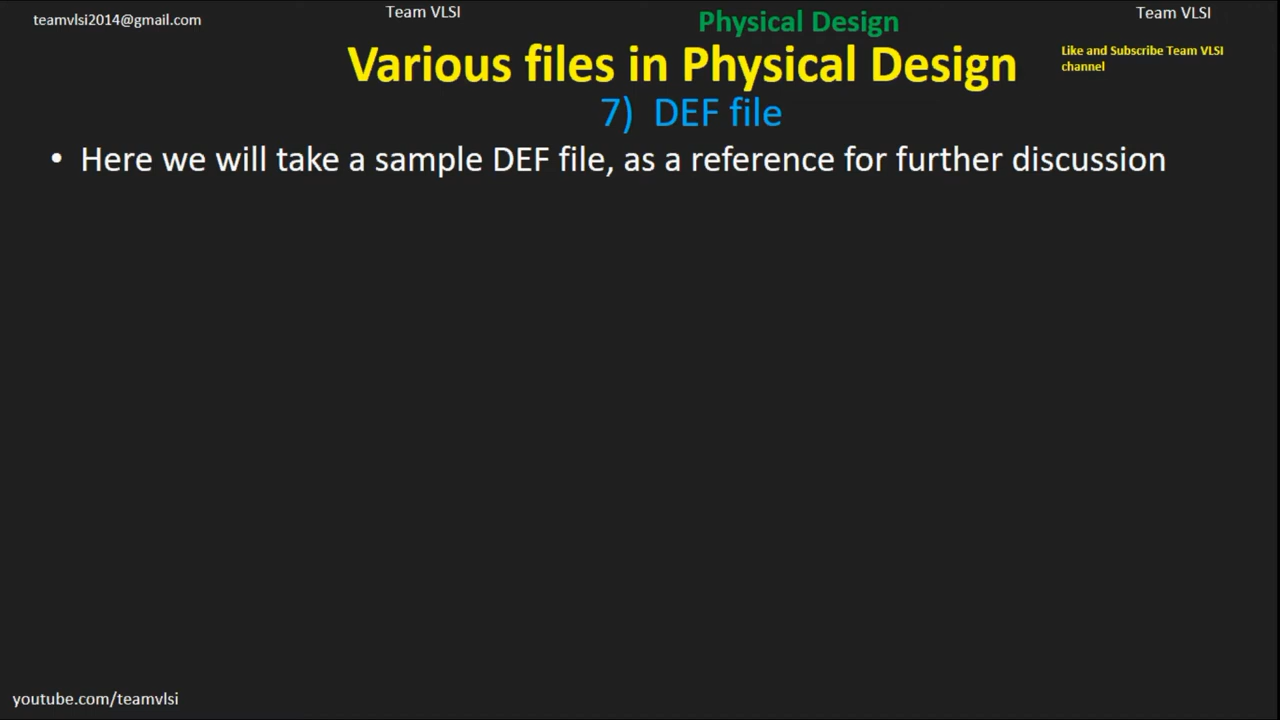 teamvlsi2014@gmail.com
Team VLSI
Physical Design
Team VLSI
Various files in Physical Design
Like and Subscribe Team VLSI
channel
7) DEF file
• Here we will take a sample DEF file, as a reference for further discussion
youtube.com/teamvlsi